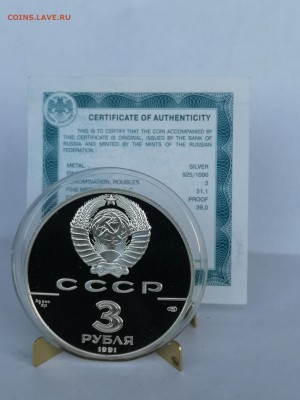 COINS.LAVE.RU
CERTIFICATE OF AUTHENTICITY
THIS IS TO CERTIFY THAT THE COIN ACCOMPANIED BY
THIS CERTIFICATE IS ORIGINAL, ISSUED BY THE BANK OF
RUSSIA AND MINTED BY THE MINTS OF THE RUSSIAN
FEDERATION.
METAL SILVER
925/1000
DENOMINATION, ROUBLES 3
31.1
PROOF
39.0
СССР
3
РУБЛЯ
1991